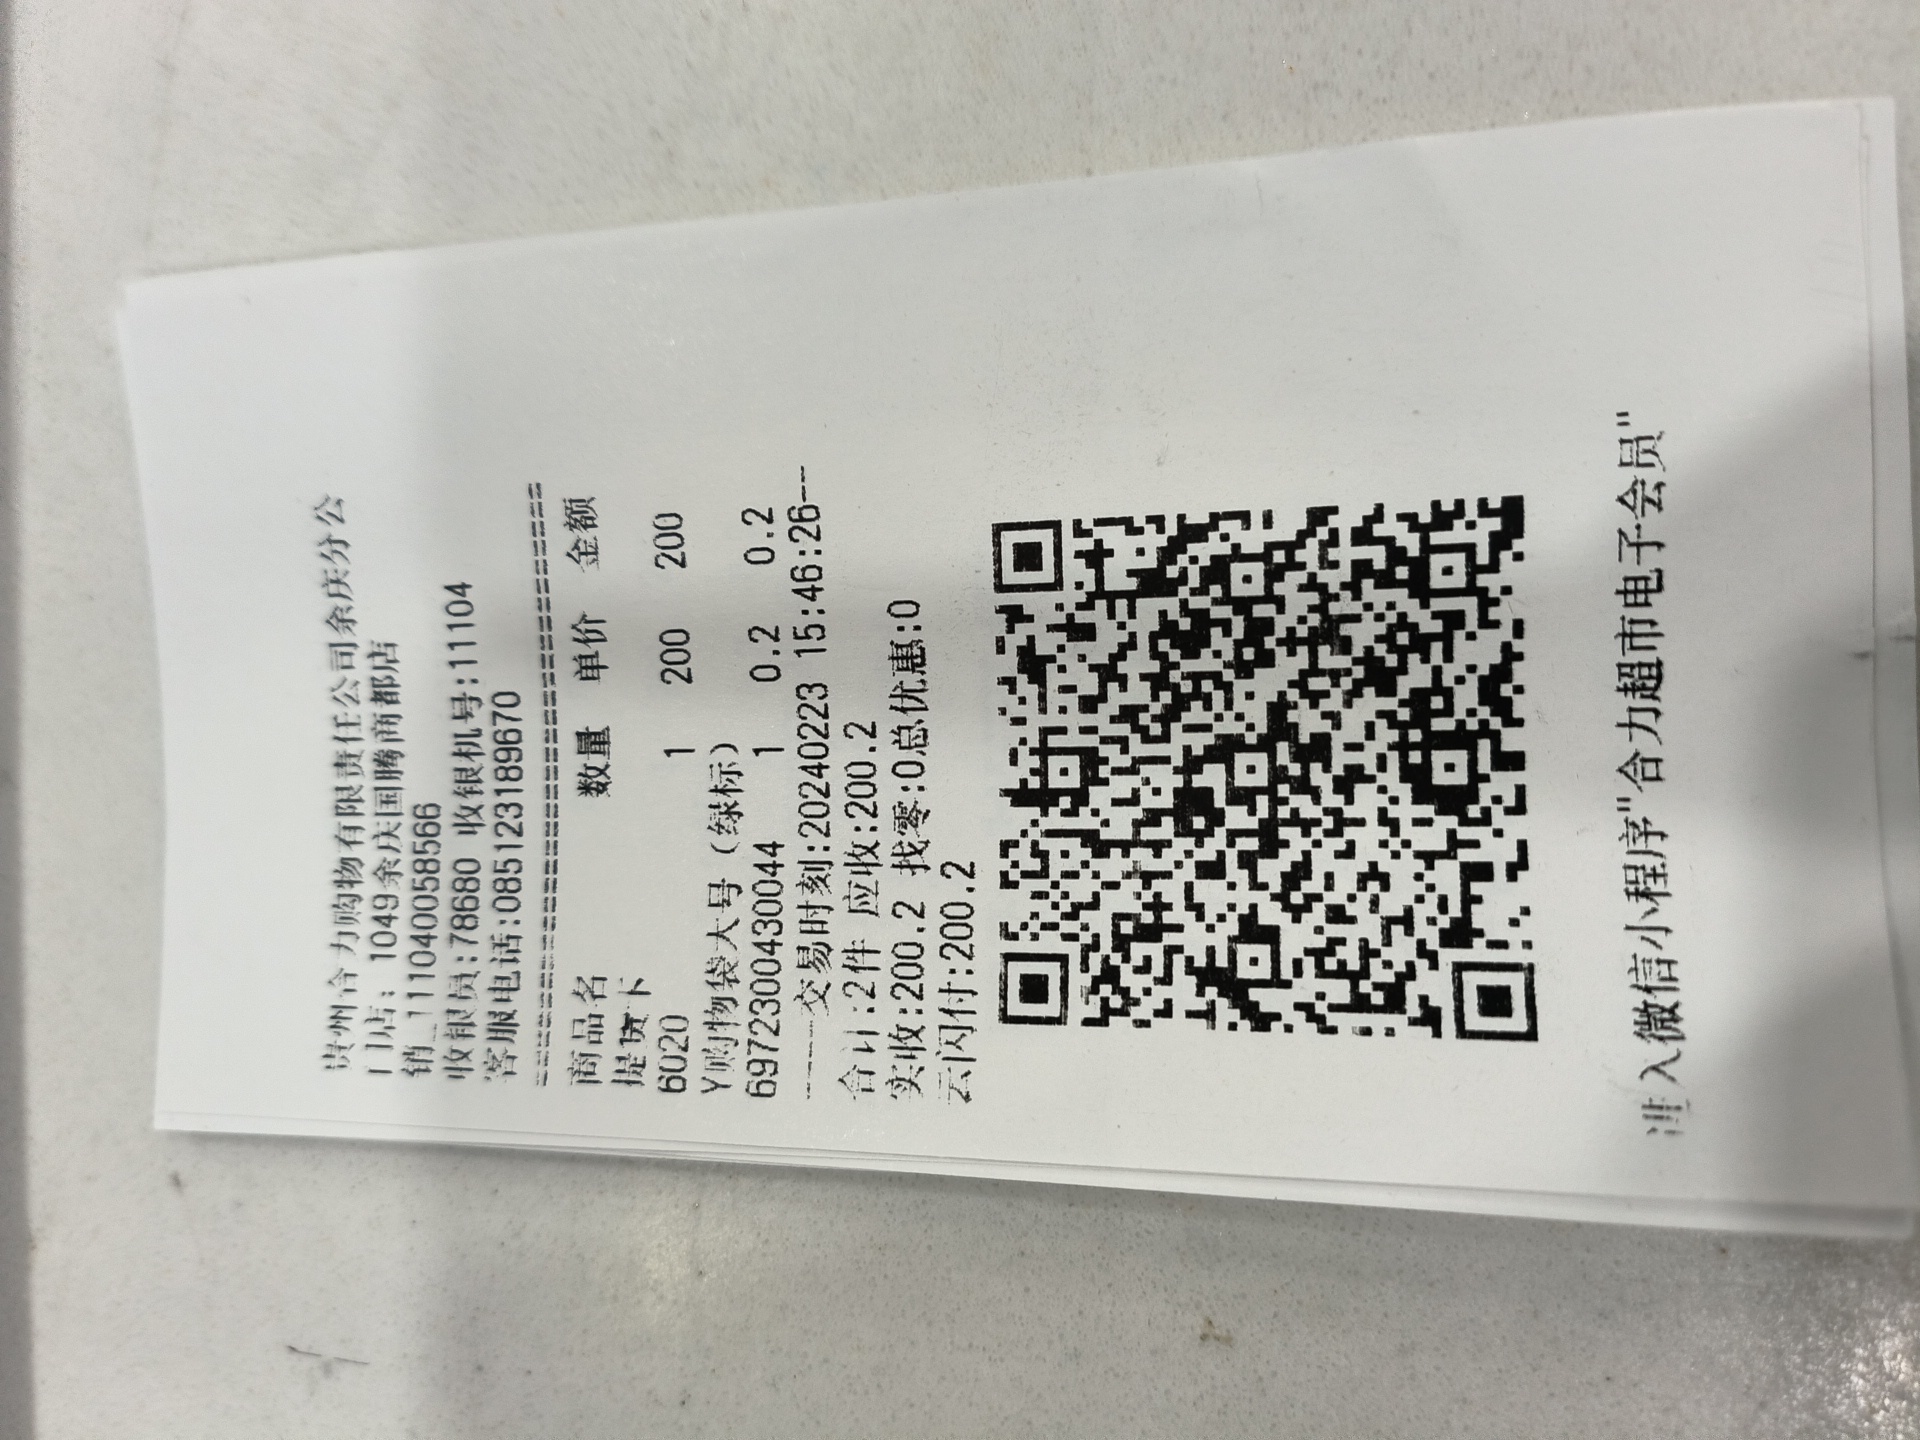 贵州合力购物有限责任公司余庆分公
门店: 1049余庆国腾商都店
销_111040058566
收银员:78680 收银机号:11104
客服电话:085123189670
商品名 数量 单价 金额
提货卡
6020 1 200 200
Y购物袋大号（绿标）
6972300430044 1 0.2 0.2
----交易时刻:20240223 15:46:26---
合计:2件 应收:200.2
实收:200.2 找零:0总优惠:0
云闪付:200.2
进入微信小程序"合力超市电子会员"